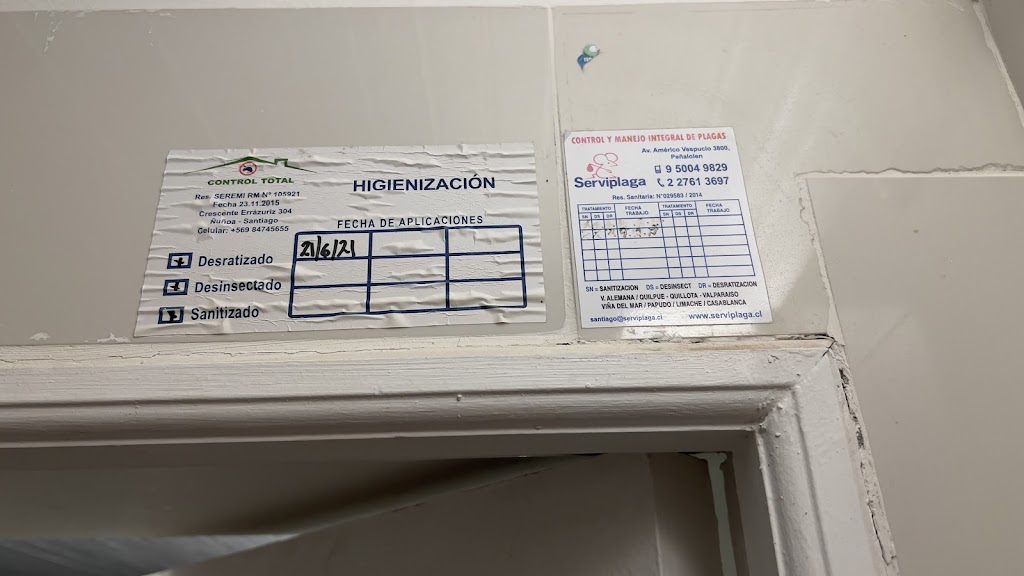 CONTROL TOTAL
Res. SEREMI RM N° 105921
Fecha 23.11.2015
Crescente Errázuriz 304
Ñuñoa - Santiago
Celular: +569 84745655
HIGIENIZACIÓN
FECHA DE APLICACIONES
21/6/21
Desratizado
Desinsectado
Sanitizado
CONTROL Y MANEJO INTEGRAL DE PLAGAS
Av. Américo Vespucio 3800,
Peñalolen
Serviplaga
9 5004 9829
2 2761 3697
Res. Sanitaria: N°029583 / 2014
TRATAMIENTO FECHA TRABAJO TRATAMIENTO FECHA TRABAJO
SN DS DR SN DS DR
SN = SANITIZACION DS = DESINSECT DR = DESRATIZACION
V. ALEMANA / QUILPUE - QUILLOTA - VALPARAISO
VIÑA DEL MAR / PAPUDO / LIMACHE / CASABLANCA
santiago@serviplaga.cl www.serviplaga.cl